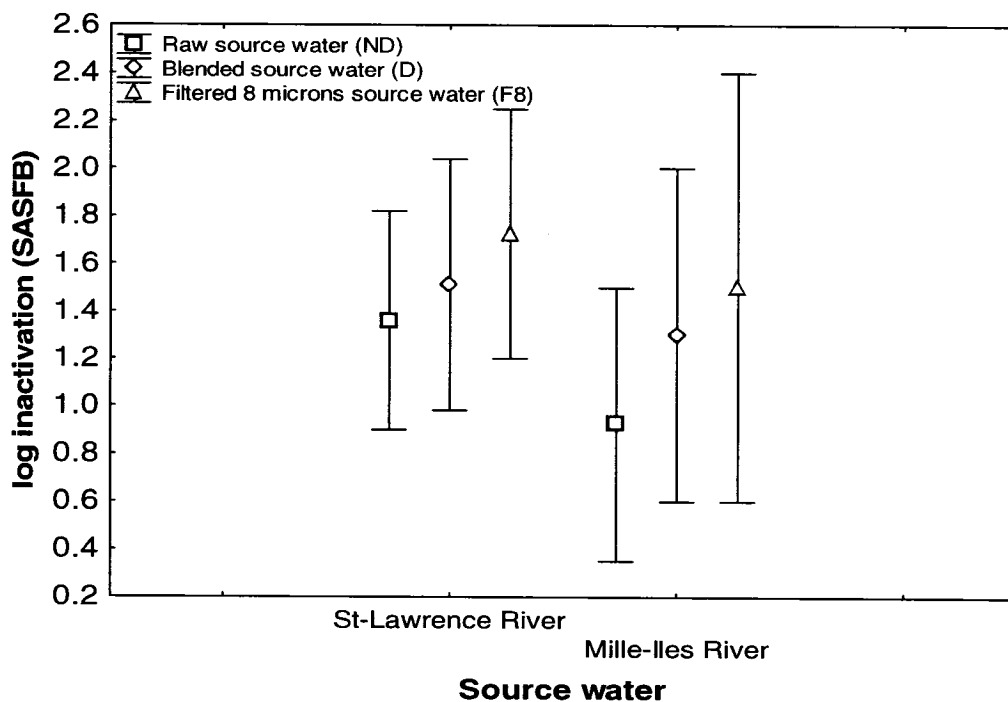 2.6
2.4
2.2
2.0
1.8
1.6
1.4
1.2
1.0
0.8
0.6
0.4
0.2
log inactivation (SASFB)
Raw source water (ND)
Blended source water (D)
Filtered 8 microns source water (F8)
St-Lawrence River
Mille-Iles River
Source water